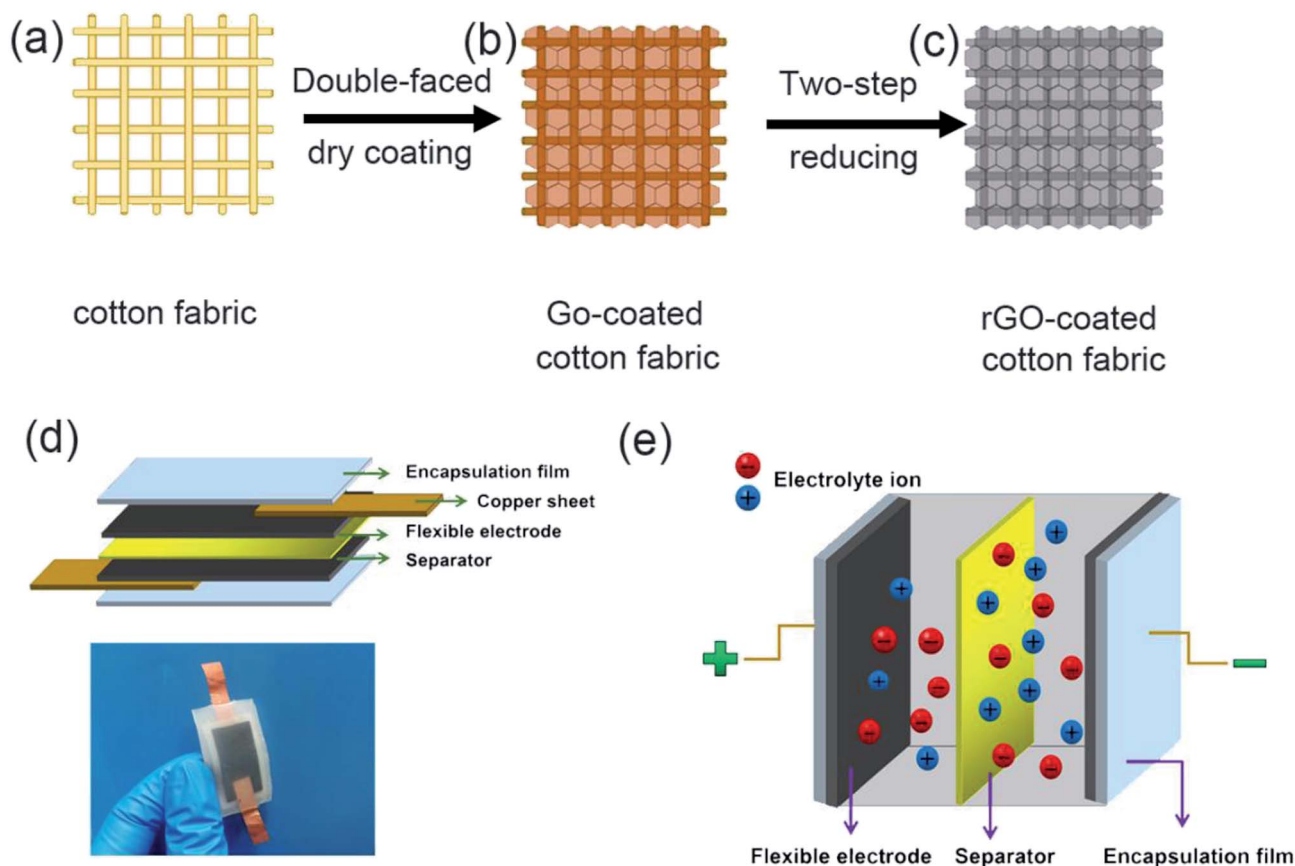 (a)
(b)
(c)
Double-faced
dry coating
Two-step
reducing
cotton fabric
Go-coated
cotton fabric
rGO-coated
cotton fabric
(d)
Encapsulation film
Copper sheet
Flexible electrode
Separator
(e)
Electrolyte ion
Flexible electrode
Separator
Encapsulation film